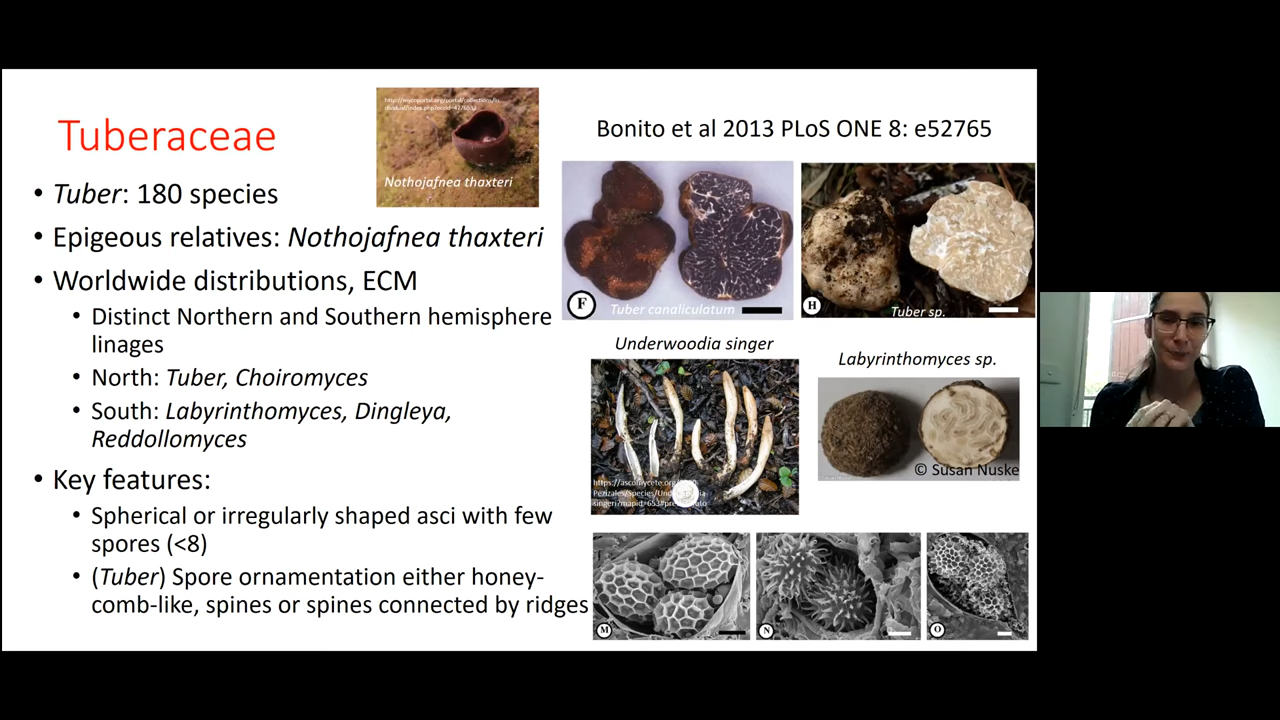 Tuberaceae
• Tuber: 180 species
• Epigeous relatives: Nothojafnea thaxteri
• Worldwide distributions, ECM
• Distinct Northern and Southern hemisphere
linages
• North: Tuber, Choiromyces
• South: Labyrinthomyces, Dingleya,
Reddollomyces
• Key features:
• Spherical or irregularly shaped asci with few
spores (<8)
• (Tuber) Spore ornamentation either honey-
comb-like, spines or spines connected by ridges
Nothojafnea thaxteri
Bonito et al 2013 PLoS ONE 8: e52765
F
Tuber canaliculatum
H
Tuber sp.
Underwoodia singer
Labyrinthomyces sp.
© Susan Nuske
M
N
O